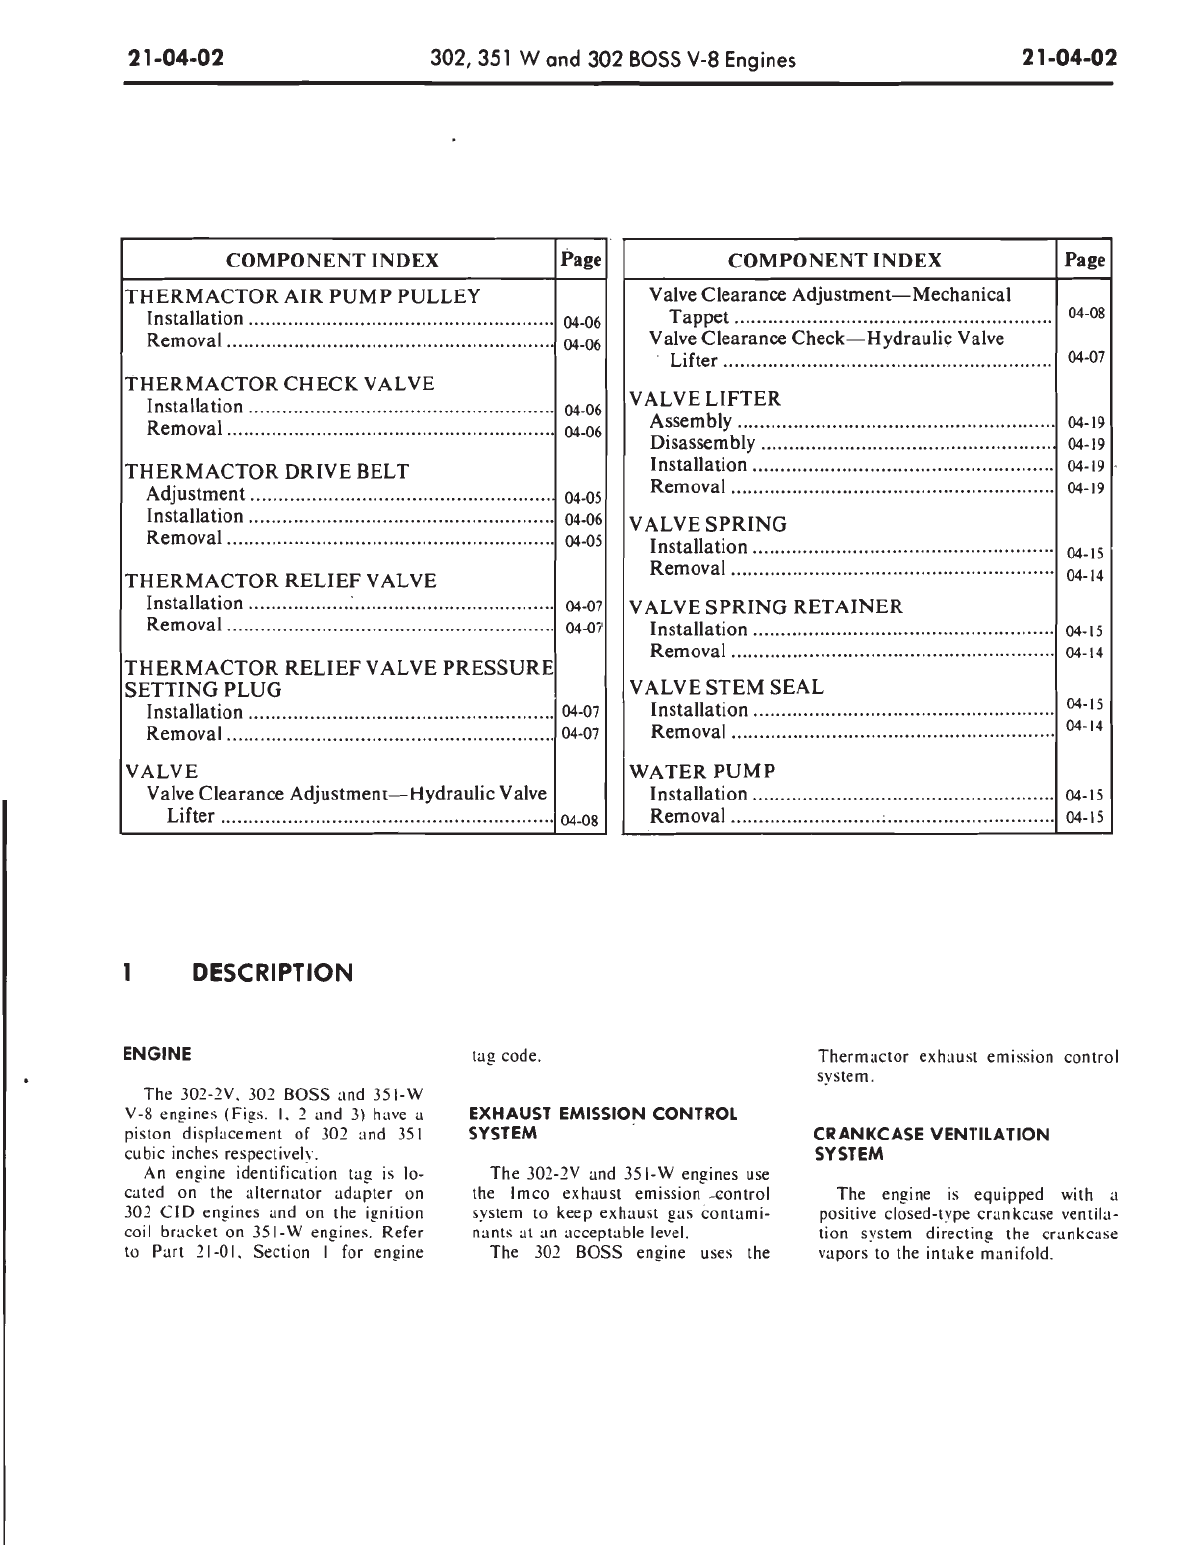 21-04-02 302, 351 W and 302 BOSS V-8 Engines 21-04-02
COMPONENT INDEX Page
THERMACTOR AIR PUMP PULLEY
Installation ........................................ 04-06
Removal ........................................ 04-06
THERMACTOR CHECK VALVE
Installation ........................................ 04-06
Removal ........................................ 04-06
THERMACTOR DRIVE BELT
Adjustment ........................................ 04-05
Installation ........................................ 04-06
Removal ........................................ 04-05
THERMACTOR RELIEF VALVE
Installation ........................................ 04-07
Removal ........................................ 04-07
THERMACTOR RELIEF VALVE PRESSURE
SETTING PLUG
Installation ........................................ 04-07
Removal ........................................ 04-07
VALVE
Valve Clearance Adjustment—Hydraulic Valve
Lifter ........................................ 04-08
COMPONENT INDEX Page
Valve Clearance Adjustment—Mechanical
Tappet ........................................ 04-08
Valve Clearance Check—Hydraulic Valve
Lifter ........................................ 04-07
VALVE LIFTER
Assembly ........................................ 04-19
Disassembly ........................................ 04-19
Installation ........................................ 04-19
Removal ........................................ 04-19
VALVE SPRING
Installation ........................................ 04-15
Removal ........................................ 04-14
VALVE SPRING RETAINER
Installation ........................................ 04-15
Removal ........................................ 04-14
VALVE STEM SEAL
Installation ........................................ 04-15
Removal ........................................ 04-14
WATER PUMP
Installation ........................................ 04-15
Removal ........................................ 04-15
1 DESCRIPTION
ENGINE
The 302-2V, 302 BOSS and 351-W
V-8 engines (Figs. 1, 2 and 3) have a
piston displacement of 302 and 351
cubic inches respectively.
An engine identification tag is lo-
cated on the alternator adapter on
302 CID engines and on the ignition
coil bracket on 351-W engines. Refer
to Part 21-01, Section 1 for engine
tag code.
EXHAUST EMISSION CONTROL
SYSTEM
The 302-2V and 351-W engines use
the Imco exhaust emission control
system to keep exhaust gas contami-
nants at an acceptable level.
The 302 BOSS engine uses the
Thermactor exhaust emission control
system.
CRANKCASE VENTILATION
SYSTEM
The engine is equipped with a
positive closed-type crankcase ventila-
tion system directing the crankcase
vapors to the intake manifold.